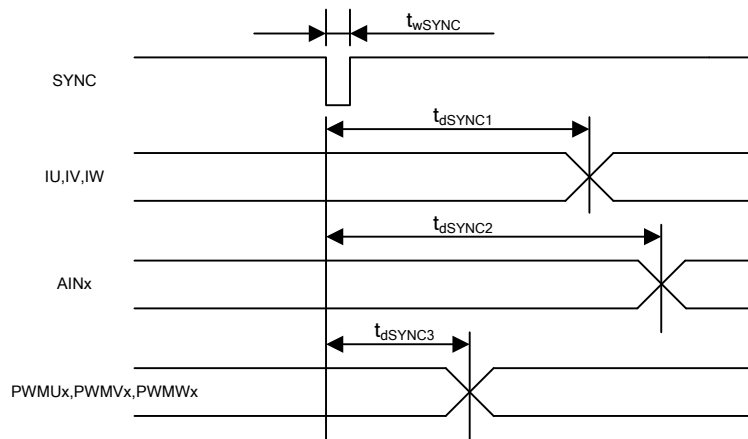 twSYNC
SYNC
tdSYNC1
IU,IV,IW
tdSYNC2
AINx
tdSYNC3
PWMUx,PWMVx,PWMWx